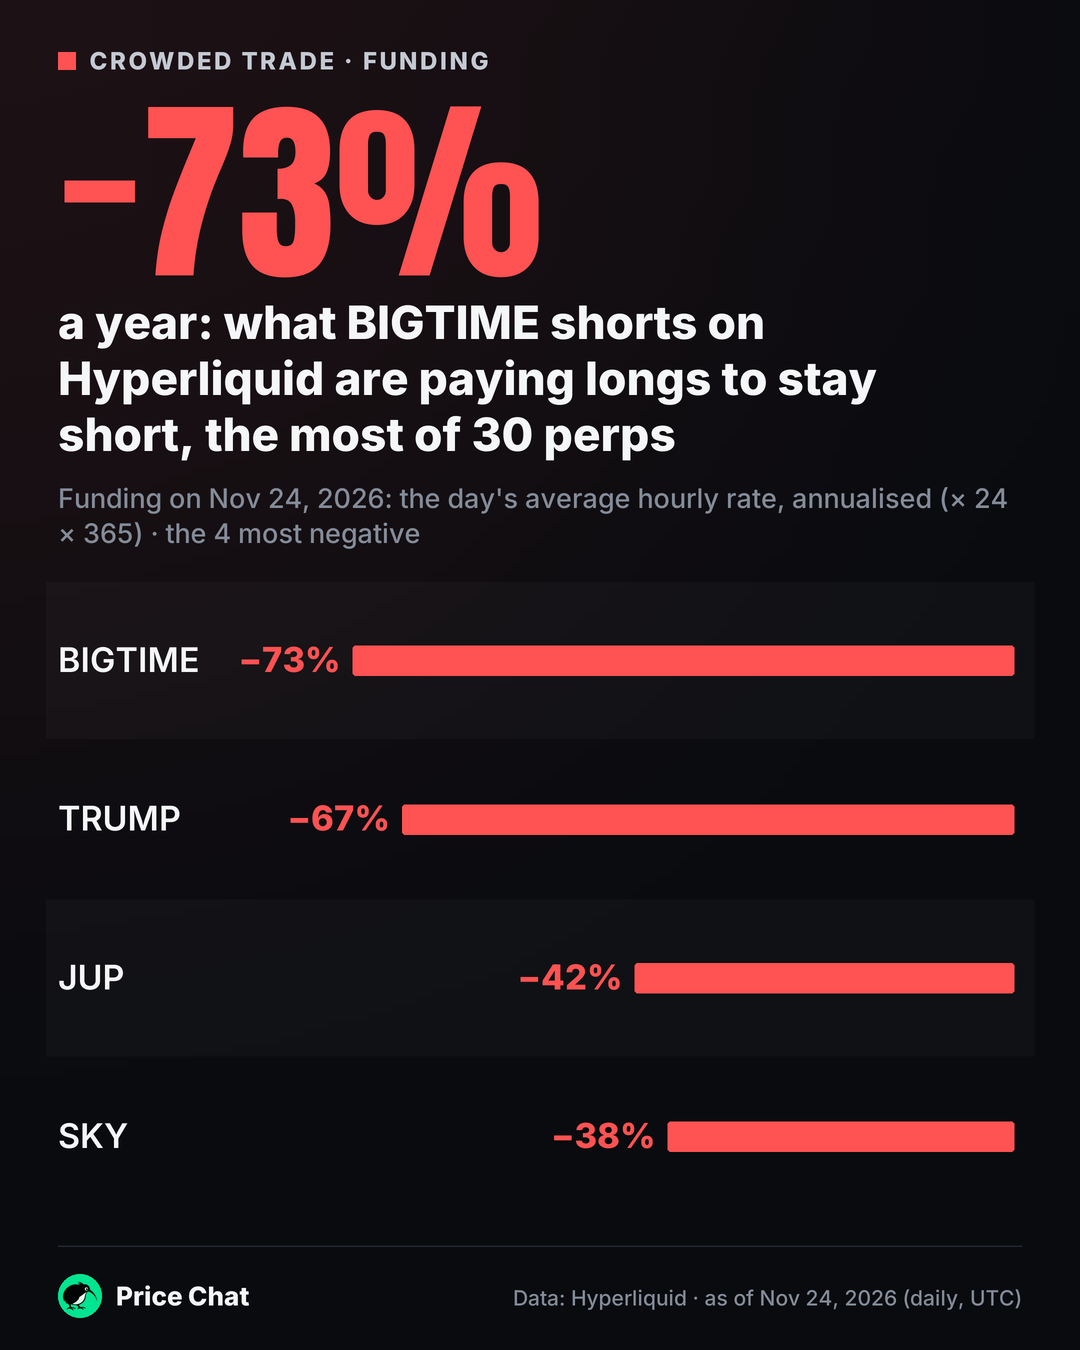 CROWDED TRADE · FUNDING
−73%
a year: what BIGTIME shorts on
Hyperliquid are paying longs to stay
short, the most of 30 perps
Funding on Nov 24, 2026: the day's average hourly rate, annualised (× 24
× 365) · the 4 most negative
BIGTIME −73%
TRUMP −67%
JUP −42%
SKY −38%
Price Chat
Data: Hyperliquid · as of Nov 24, 2026 (daily, UTC)